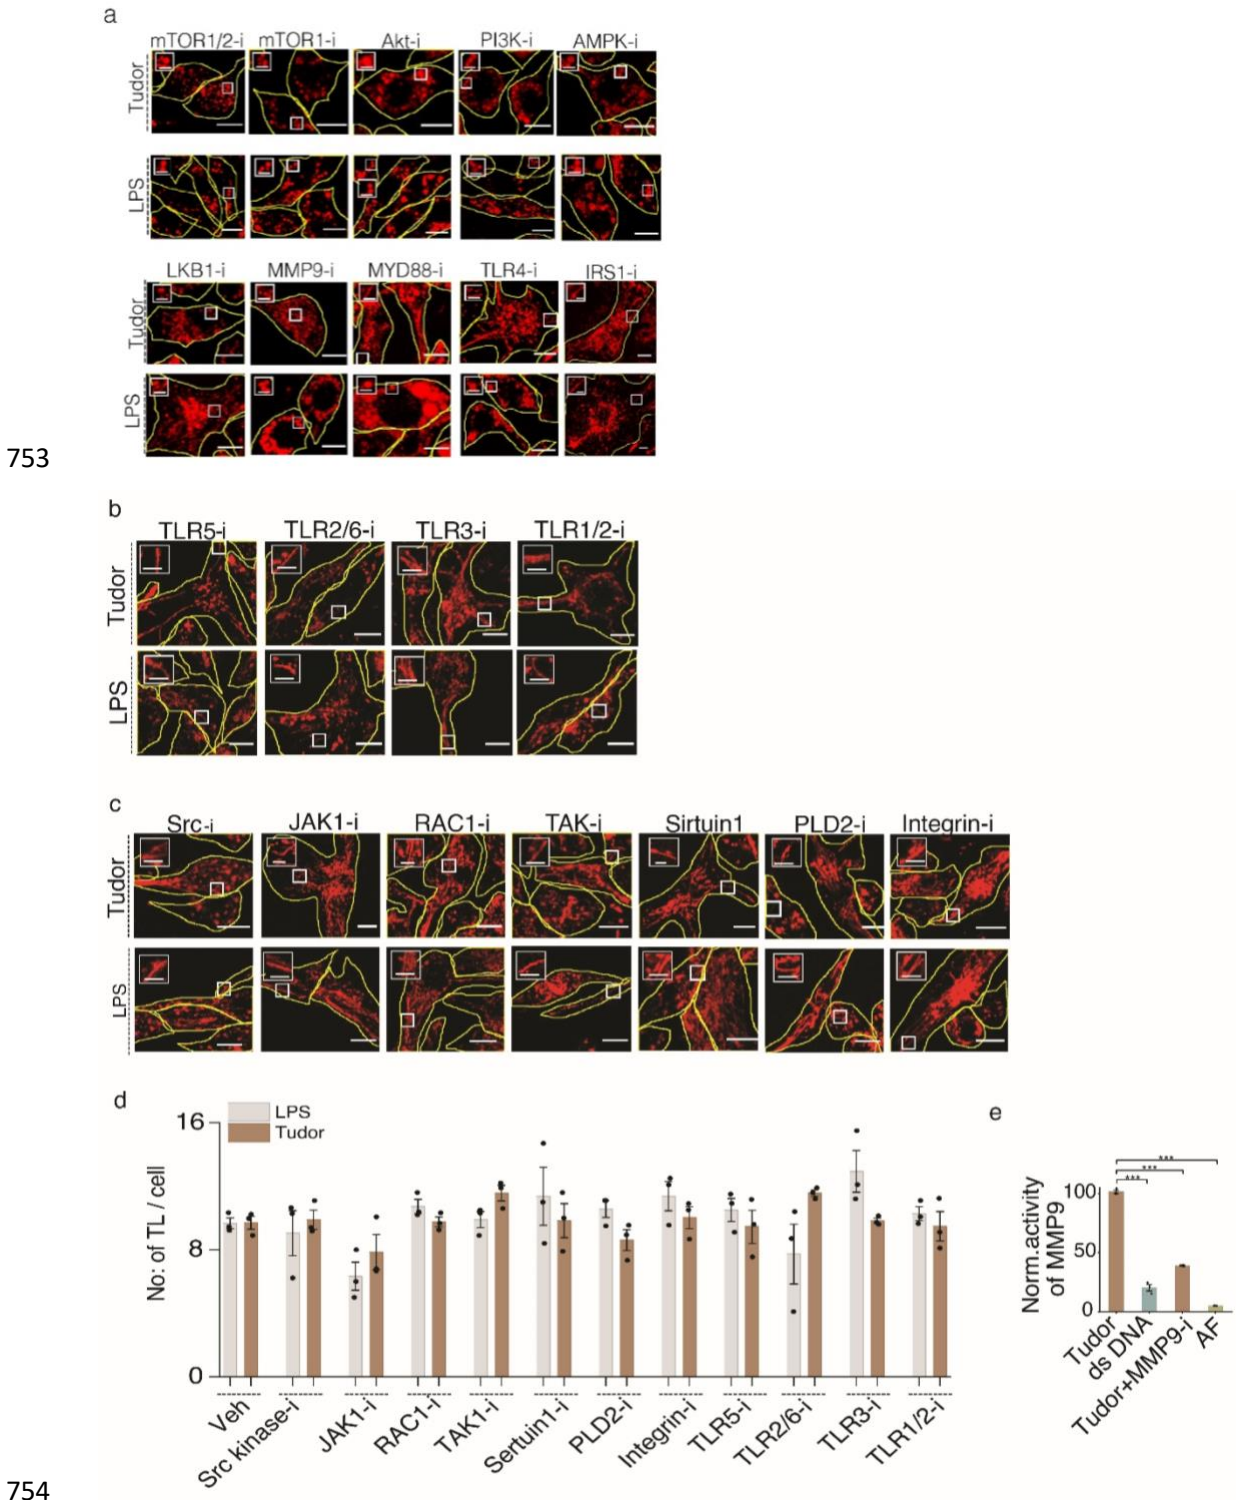 a
mTOR1/2-i mTOR1-i Akt-i PI3K-i AMPK-i
Tudor
LPS
LKB1-i MMP9-i MYD88-i TLR4-i IRS1-i
Tudor
LPS
753
b
TLR5-i TLR2/6-i TLR3-i TLR1/2-i
Tudor
LPS
c
Src-i JAK1-i RAC1-i TAK-i Sirtuin1 PLD2-i Integrin-i
Tudor
LPS
d
LPS
Tudor
16
8
0
No: of TL / cell
Veh
Src kinase-i
JAK1-i
RAC1-i
TAK1-i
Sertuin1-i
PLD2-i
Integrin-i
TLR5-i
TLR2/6-i
TLR3-i
TLR1/2-i
e
***
***
***
100
50
0
Norm.activity
of MMP9
Tudor
ds DNA
Tudor+MMP9-i
AF
754